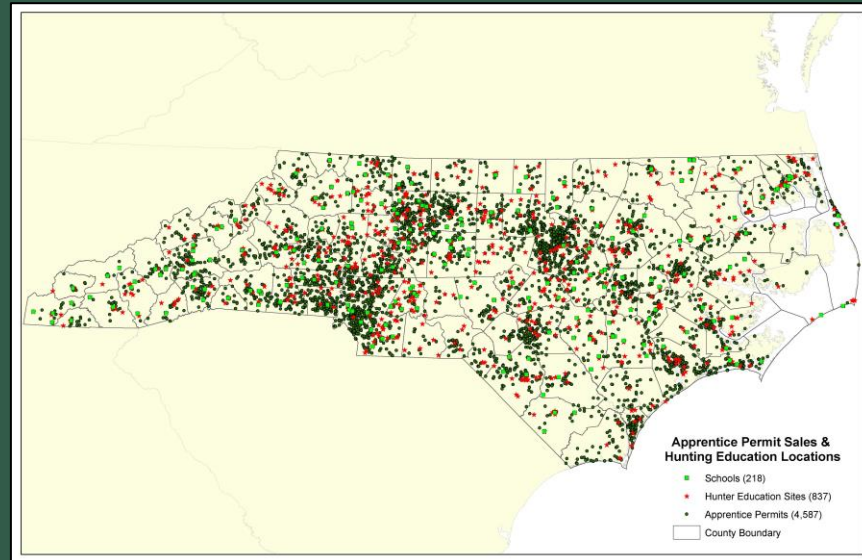 Apprentice Permit Sales &
Hunting Education Locations
Schools (218)
Hunter Education Sites (837)
Apprentice Permits (4,587)
County Boundary